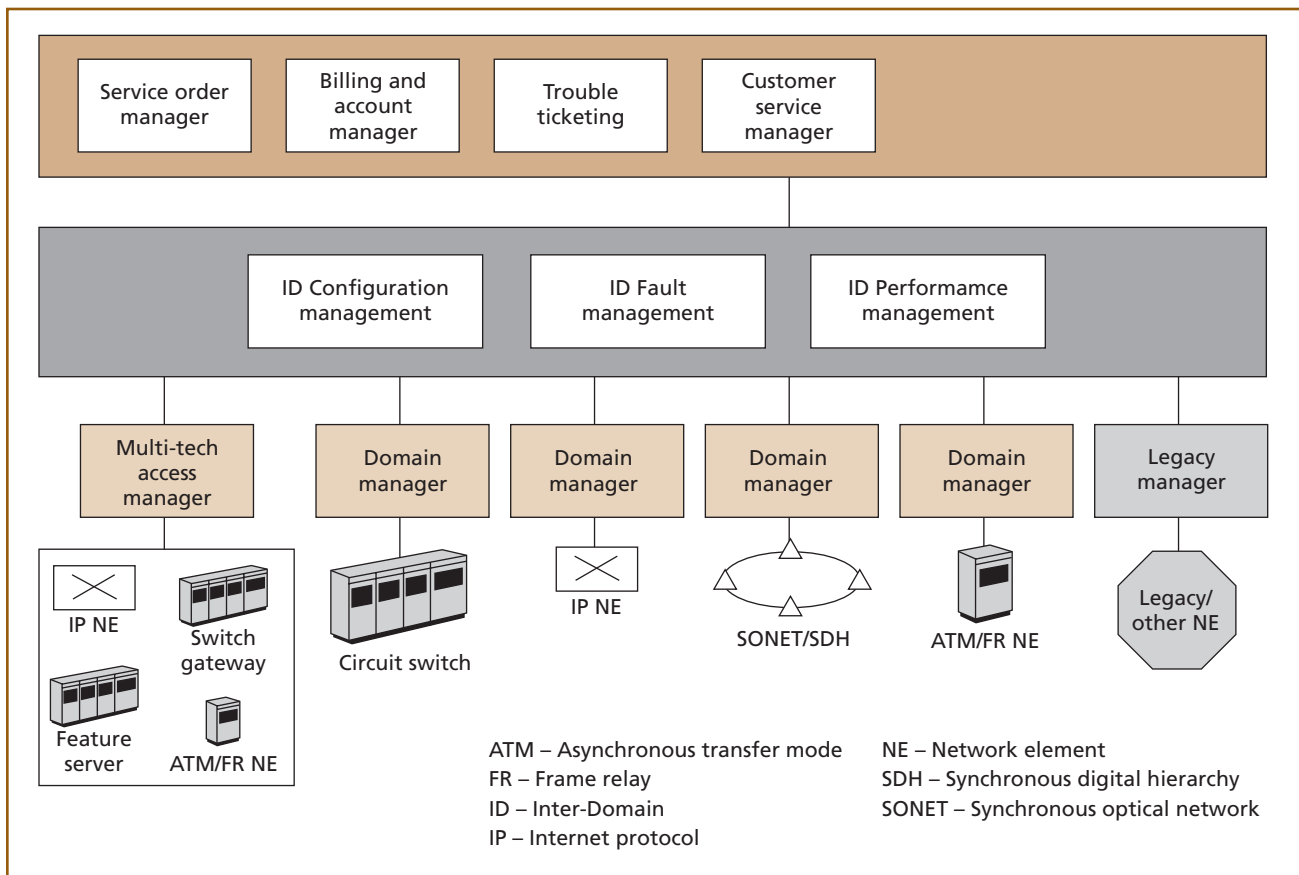 Service order
manager
Billing and
account
manager
Trouble
ticketing
Customer
service
manager
ID Configuration
management
ID Fault
management
ID Performamce
management
Multi-tech
access
manager
Domain
manager
Domain
manager
Domain
manager
Domain
manager
Legacy
manager
IP NE
Switch
gateway
Feature
server
ATM/FR NE
Circuit switch
IP NE
SONET/SDH
ATM/FR NE
Legacy/
other NE
ATM – Asynchronous transfer mode
FR – Frame relay
ID – Inter-Domain
IP – Internet protocol
NE – Network element
SDH – Synchronous digital hierarchy
SONET – Synchronous optical network